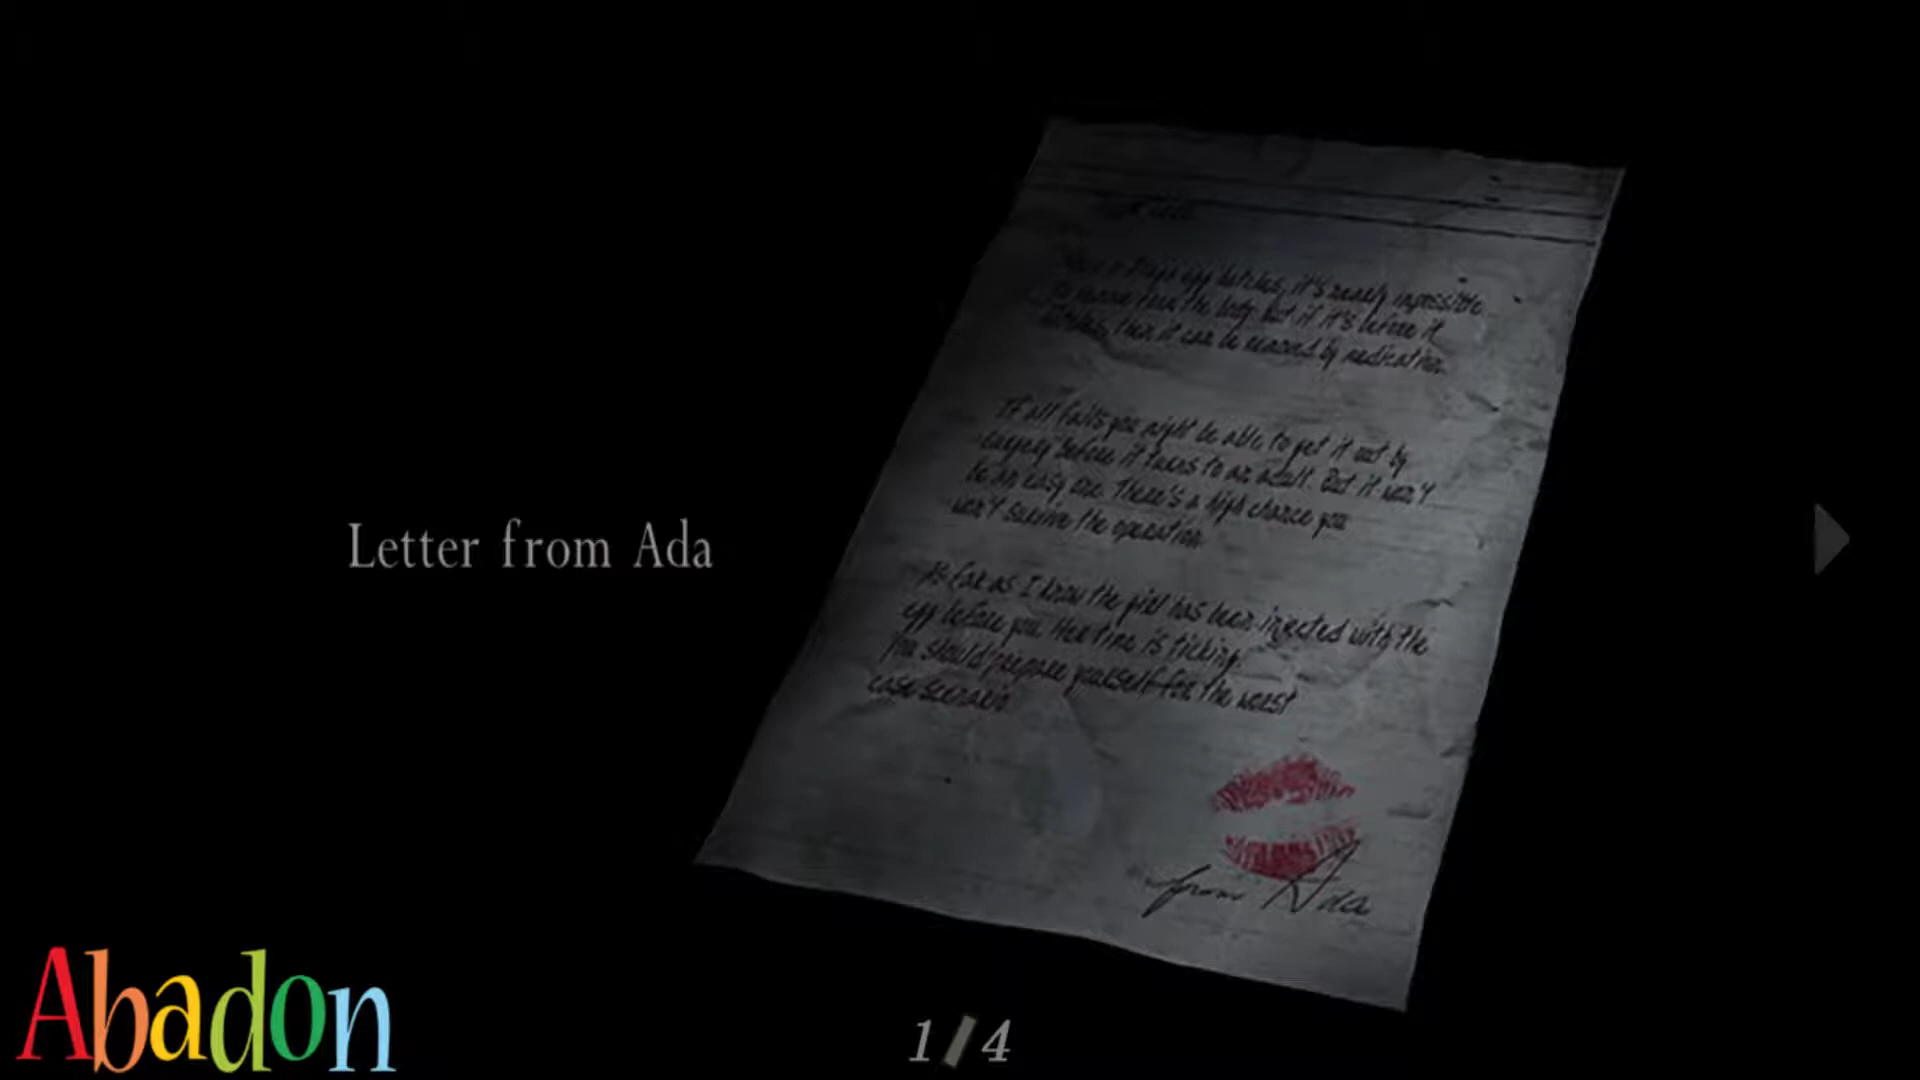 Letter from Ada
egg hatches, it's nearly impossible
to remove from the body but if it's before it
hatches, then it can be removed by medication.
If all fails you might be able to get it out by
surgery before it turns to an adult. But it won't
be an easy one. There's a high chance you
won't survive the operation.
As far as I know the girl has been injected with the
egg before you. Her time is ticking.
You should prepare yourself for the worst
case scenario.
from Ada
Abadon
1/4